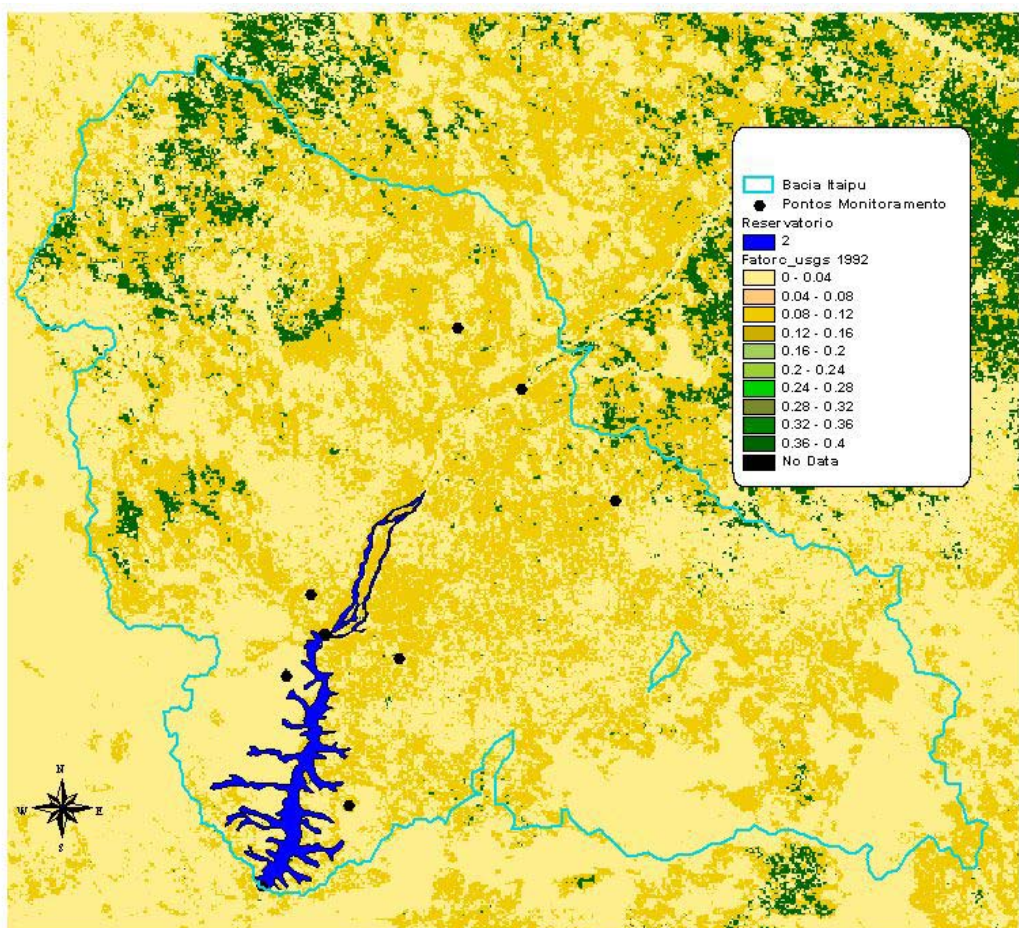 Bacia Itaipu
Pontos Monitoramento
Reservatorio
2
Fatorc_usgs 1992
0 - 0.04
0.04 - 0.08
0.08 - 0.12
0.12 - 0.16
0.16 - 0.2
0.2 - 0.24
0.24 - 0.28
0.28 - 0.32
0.32 - 0.36
0.36 - 0.4
No Data
N
W E
S